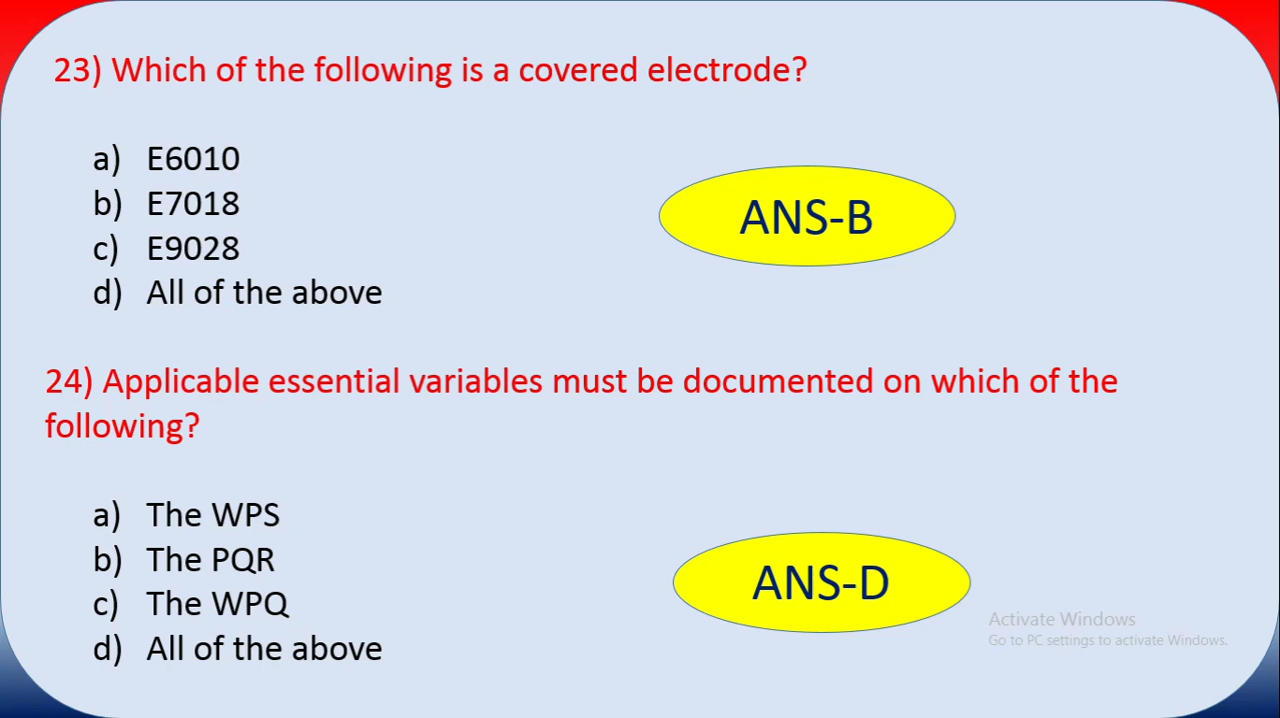 23) Which of the following is a covered electrode?
a) E6010
b) E7018
c) E9028
d) All of the above
ANS-B
24) Applicable essential variables must be documented on which of the
following?
a) The WPS
b) The PQR
c) The WPQ
d) All of the above
ANS-D
Activate Windows
Go to PC settings to activate Windows.